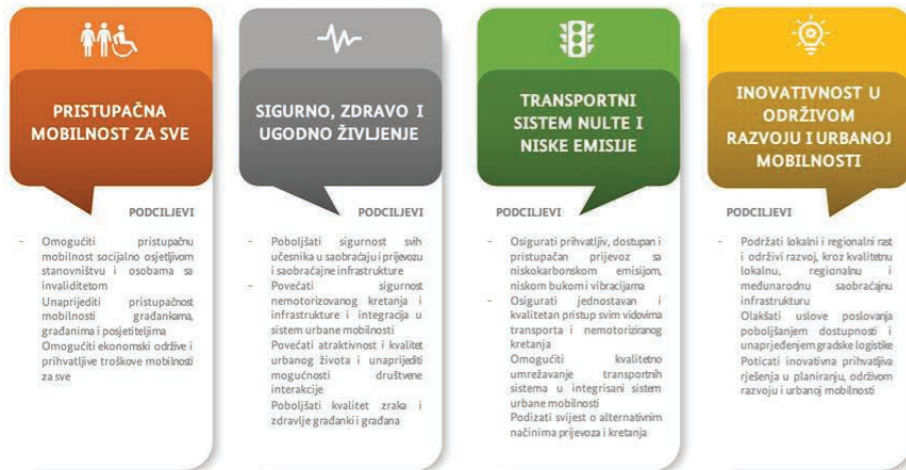 PRISTUPAČNA
MOBILNOST ZA SVE
PODCILJEVI
- Omogućiti pristupačnu
mobilnost socijalno osjetljivom
stanovništvu i osobama sa
invaliditetom
Unaprijediti pristupačnost
mobilnosti građankama,
građanima i posjetiteljima
Omogućiti ekonomski održive i
prihvatljive troškove mobilnosti
za sve
SIGURNO, ZDRAVO I
UGODNO ŽIVLJENJE
PODCILJEVI
- Poboljšati sigurnost svih
učesnika u saobraćaju i prijevozu
i saobraćajne infrastrukture
- Povećati sigurnost
nemotorizovanog kretanja i
infrastrukture i integracija u
sistem urbane mobilnosti
Povećati atraktivnost i kvalitet
urbanog života i unaprijediti
mogućnosti društvene
interakcije
Poboljšati kvalitet zraka i
zdravlje građanki i građana
TRANSPORTNI
SISTEM NULTE I
NISKE EMISIJE
PODCILJEVI
- Osigurati prihvatljiv, dostupan i
pristupačan prijevoz sa
niskokarbonskom emisijom,
niskom bukom i vibracijama
- Osigurati jednostavan i
kvalitetan pristup svim vidovima
transporta i nemotoriziranog
kretanja
Omogućiti kvalitetno
umrežavanje transportnih
sistema u integrisani sistem
urbane mobilnosti
Podizati svijest o alternativnim
načinima prijevoza i kretanja
INOVATIVNOST U
ODRŽIVOM
RAZVOJU I URBANOJ
MOBILNOSTI
PODCILJEVI
- Podržati lokalni i regionalni rast
i održivi razvoj, kroz kvalitetnu
lokalnu, regionalnu i
međunarodnu saobraćajnu
infrastrukturu
Olakšati uslove poslovanja
poboljšanjem dostupnosti i
unaprjeđenjem gradske logistike
Poticati inovativna prihvatljiva
rješenja u planiranju, održivom
razvoju i urbanoj mobilnosti